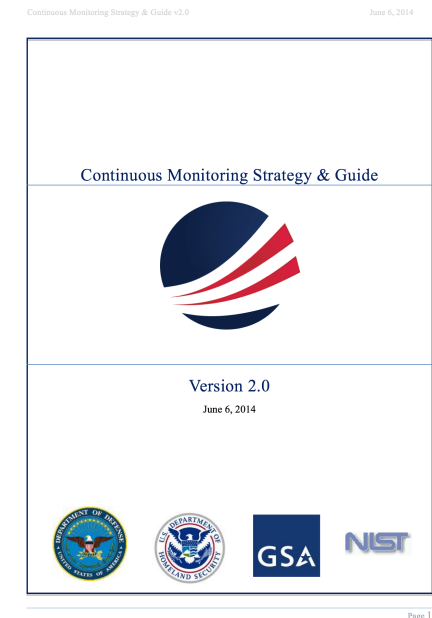 Continuous Monitoring Strategy & Guide v2.0 June 6, 2014
Continuous Monitoring Strategy & Guide
Version 2.0
June 6, 2014
DEPARTMENT OF DEFENSE
UNITED STATES OF AMERICA
U.S. DEPARTMENT OF
HOMELAND SECURITY
GSA
NIST
Page 1